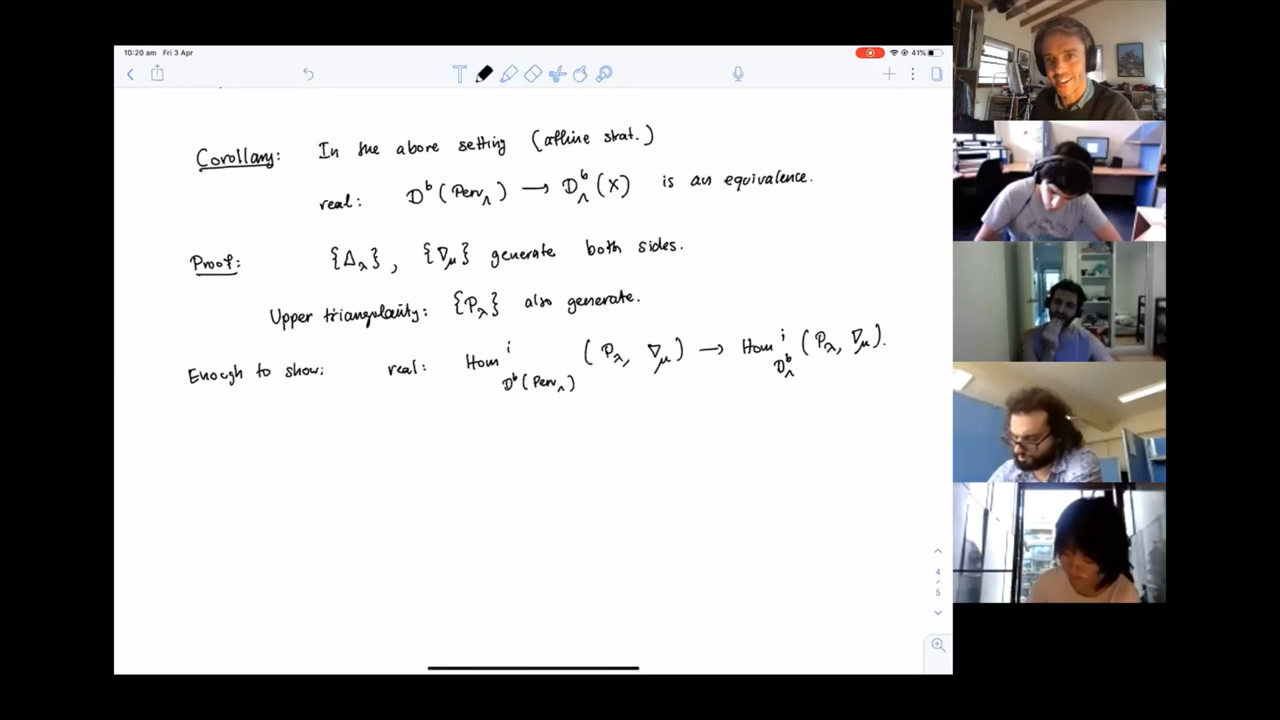 10:20 am Fri 3 Apr
41%
Corollary: In the above setting (affine strat.)
real: D^b(Perv_Λ) → D^b_Λ(X) is an equivalence.
Proof: {Δ_λ}, {∇_μ} generate both sides.
Upper triangularity: {P_λ} also generate.
Enough to show: real: Hom^i_{D^b(Perv_Λ)} (P_λ, ∇_μ) → Hom^i_{D^b_Λ} (P_λ, ∇_μ).
4
/
5